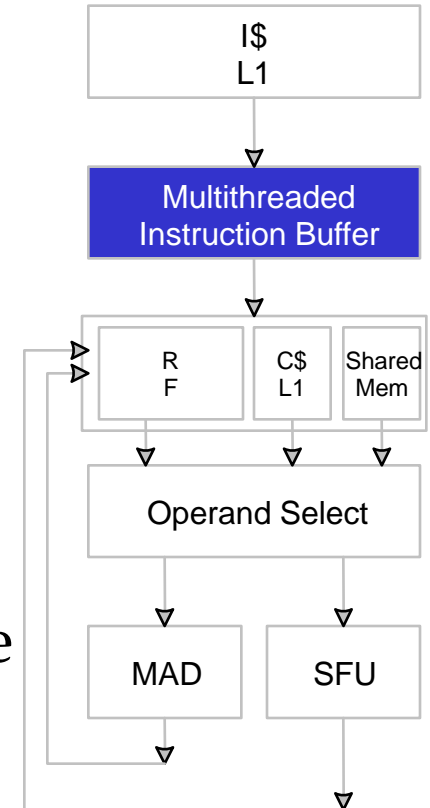 I$
L1
Multithreaded
Instruction Buffer
R
F
C$
L1
Shared
Mem
Operand Select
e
MAD
SFU